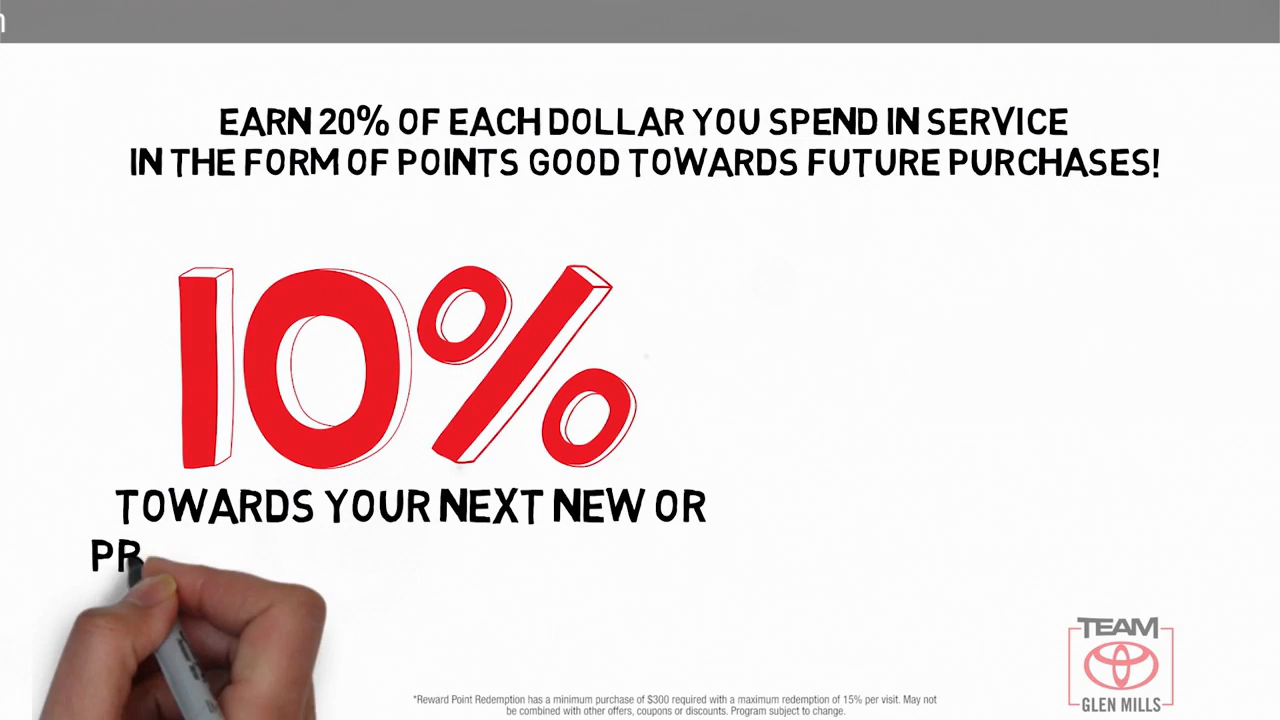 EARN 20% OF EACH DOLLAR YOU SPEND IN SERVICE
IN THE FORM OF POINTS GOOD TOWARDS FUTURE PURCHASES!
10%
TOWARDS YOUR NEXT NEW OR
PR
TEAM
GLEN MILLS
*Reward Point Redemption has a minimum purchase of $300 required with a maximum redemption of 15% per visit. May not
be combined with other offers, coupons or discounts. Program subject to change.